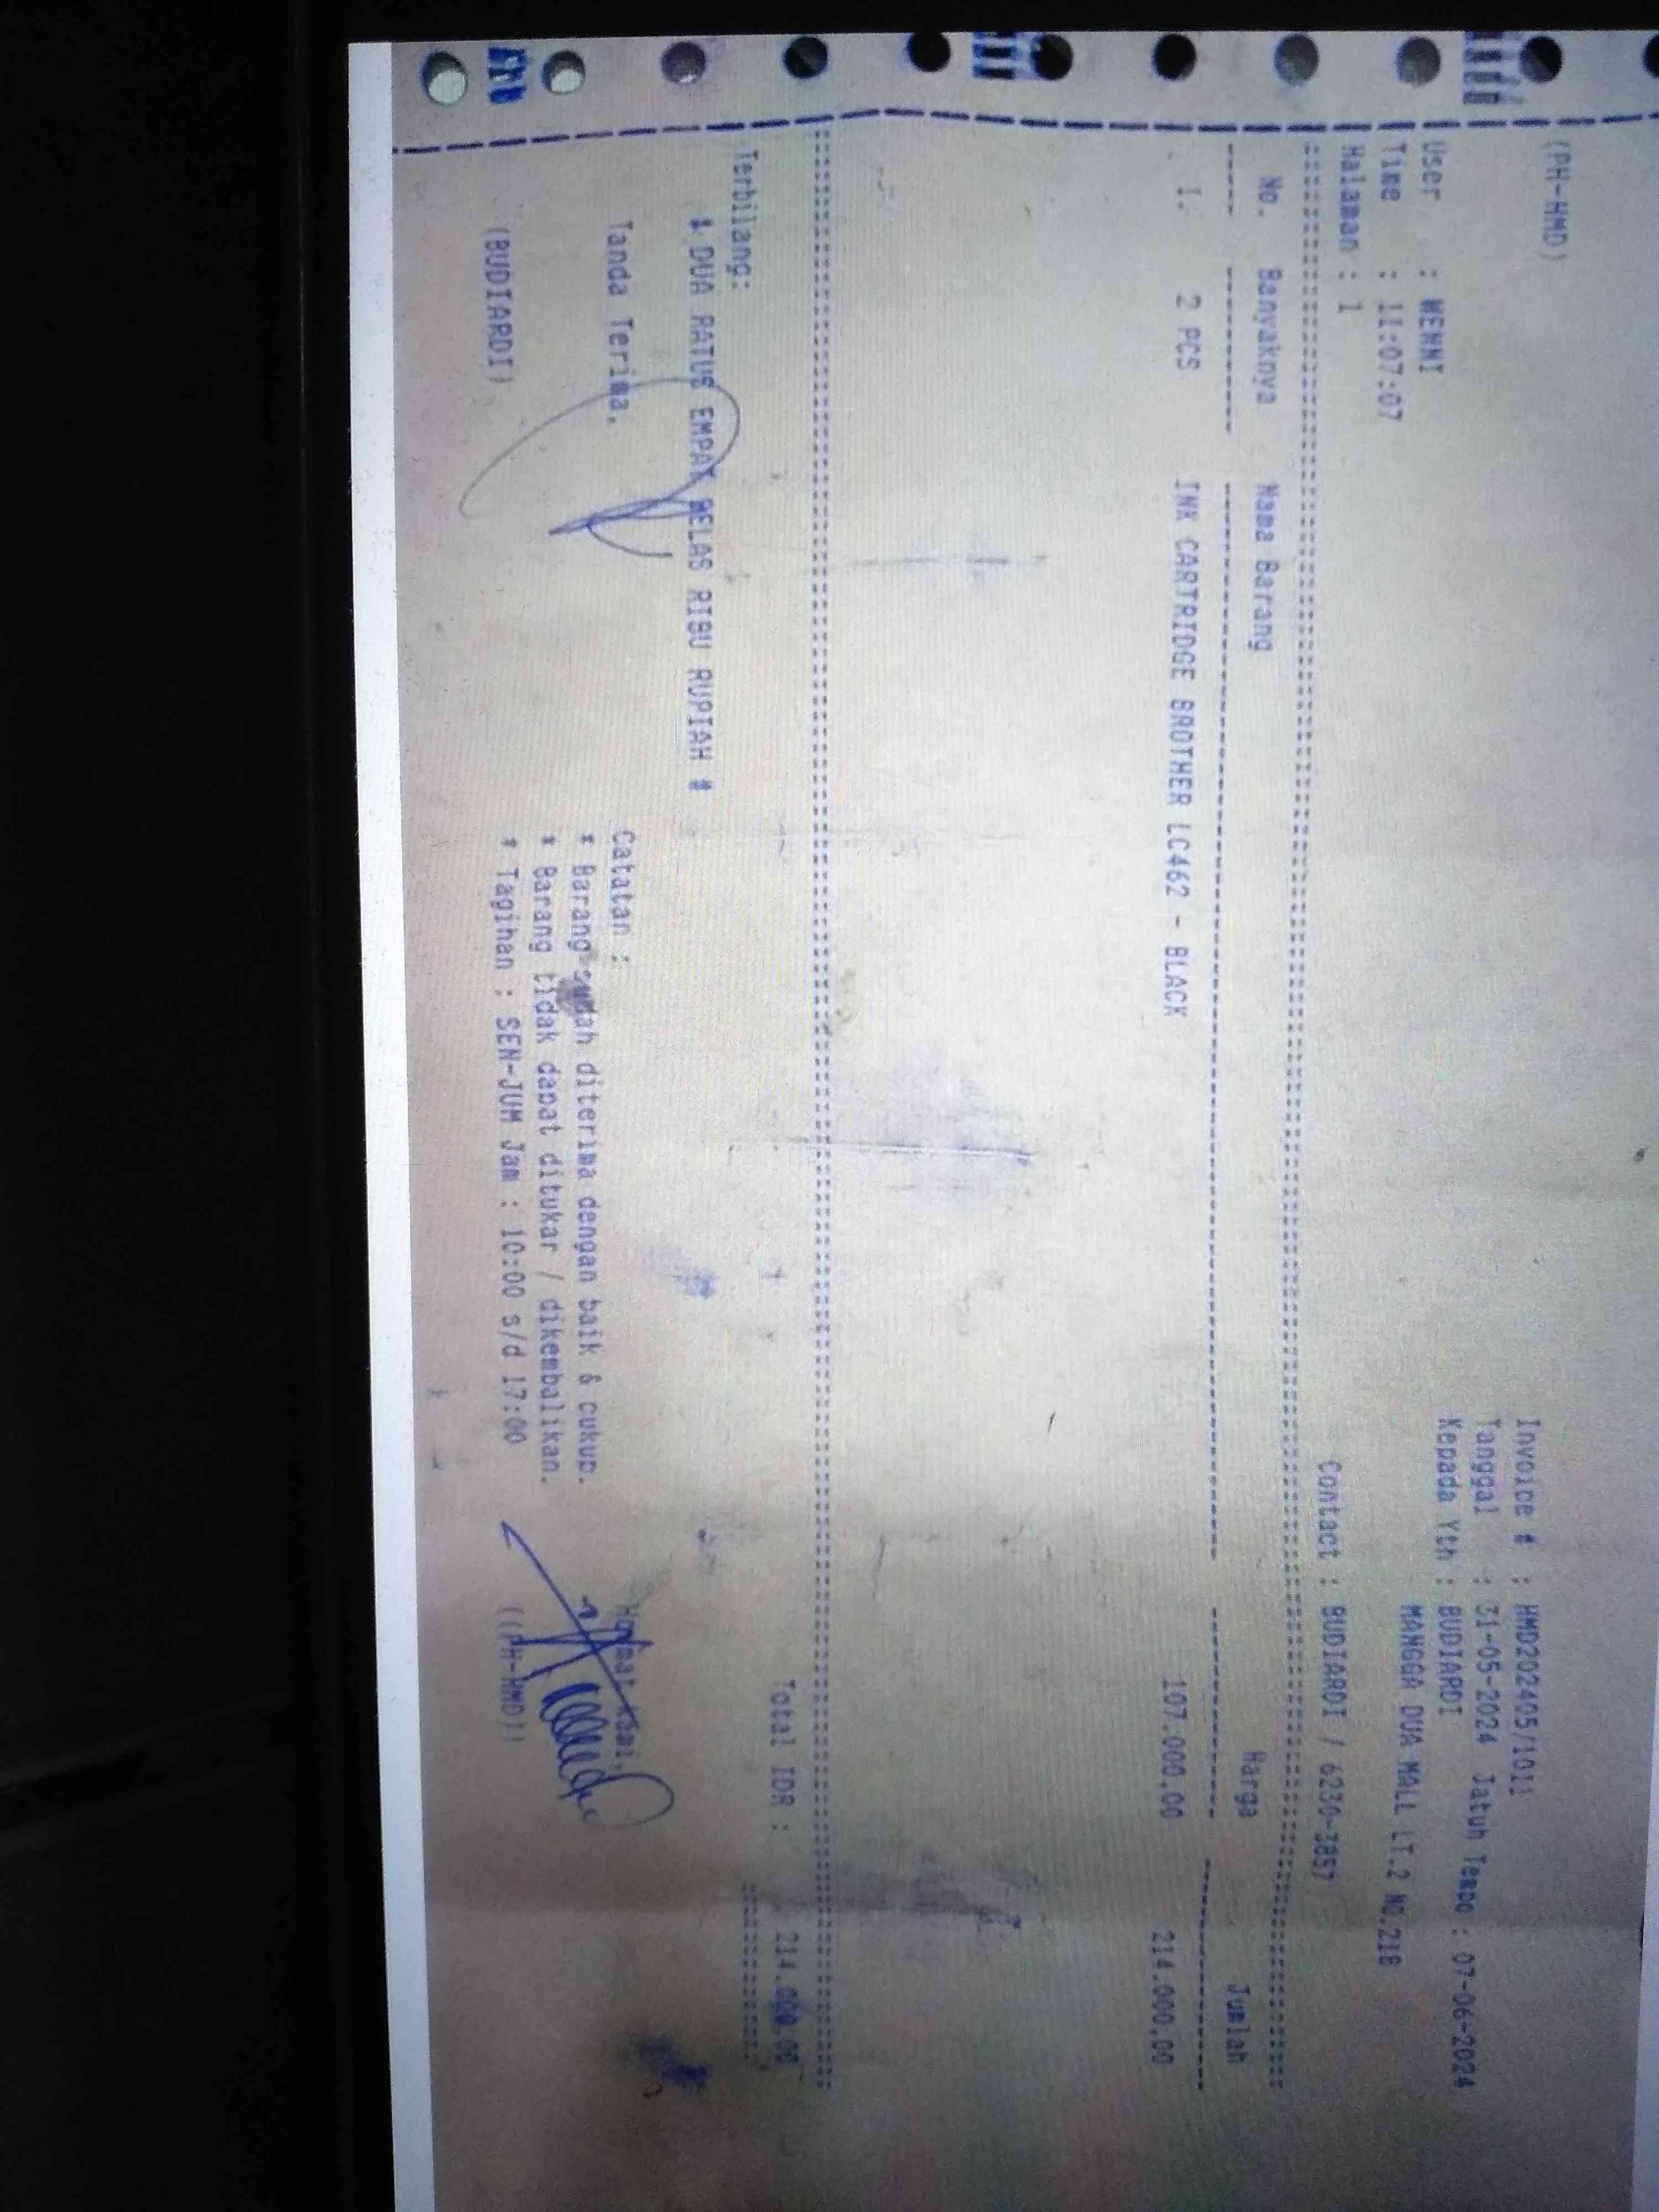 (PH-HMD)
Invoice # : HMD202405/1011
Tanggal : 31-05-2024 Jatuh Tempo : 07-06-2024
User : WENNI
Kepada Yth : BUDIARDI
Time : 11:07:07
MANGGA DUA MALL LT.2 NO.21B
Halaman : 1
Contact : BUDIARDI / 6230-3857
No. Banyaknya Nama Barang Harga Jumlah
1. 2 PCS INK CARTRIDGE BROTHER LC462 - BLACK 107.000,00 214.000,00
Terbilang: Total IDR : 214.000,00
# DUA RATUS EMPAT BELAS RIBU RUPIAH #
Tanda Terima, Catatan : Hormat Kami,
* Barang sudah diterima dengan baik & cukup.
* Barang tidak dapat ditukar / dikembalikan.
(BUDIARDI) * Tagihan : SEN-JUM Jam : 10:00 s/d 17:00 ((PH-HMD))